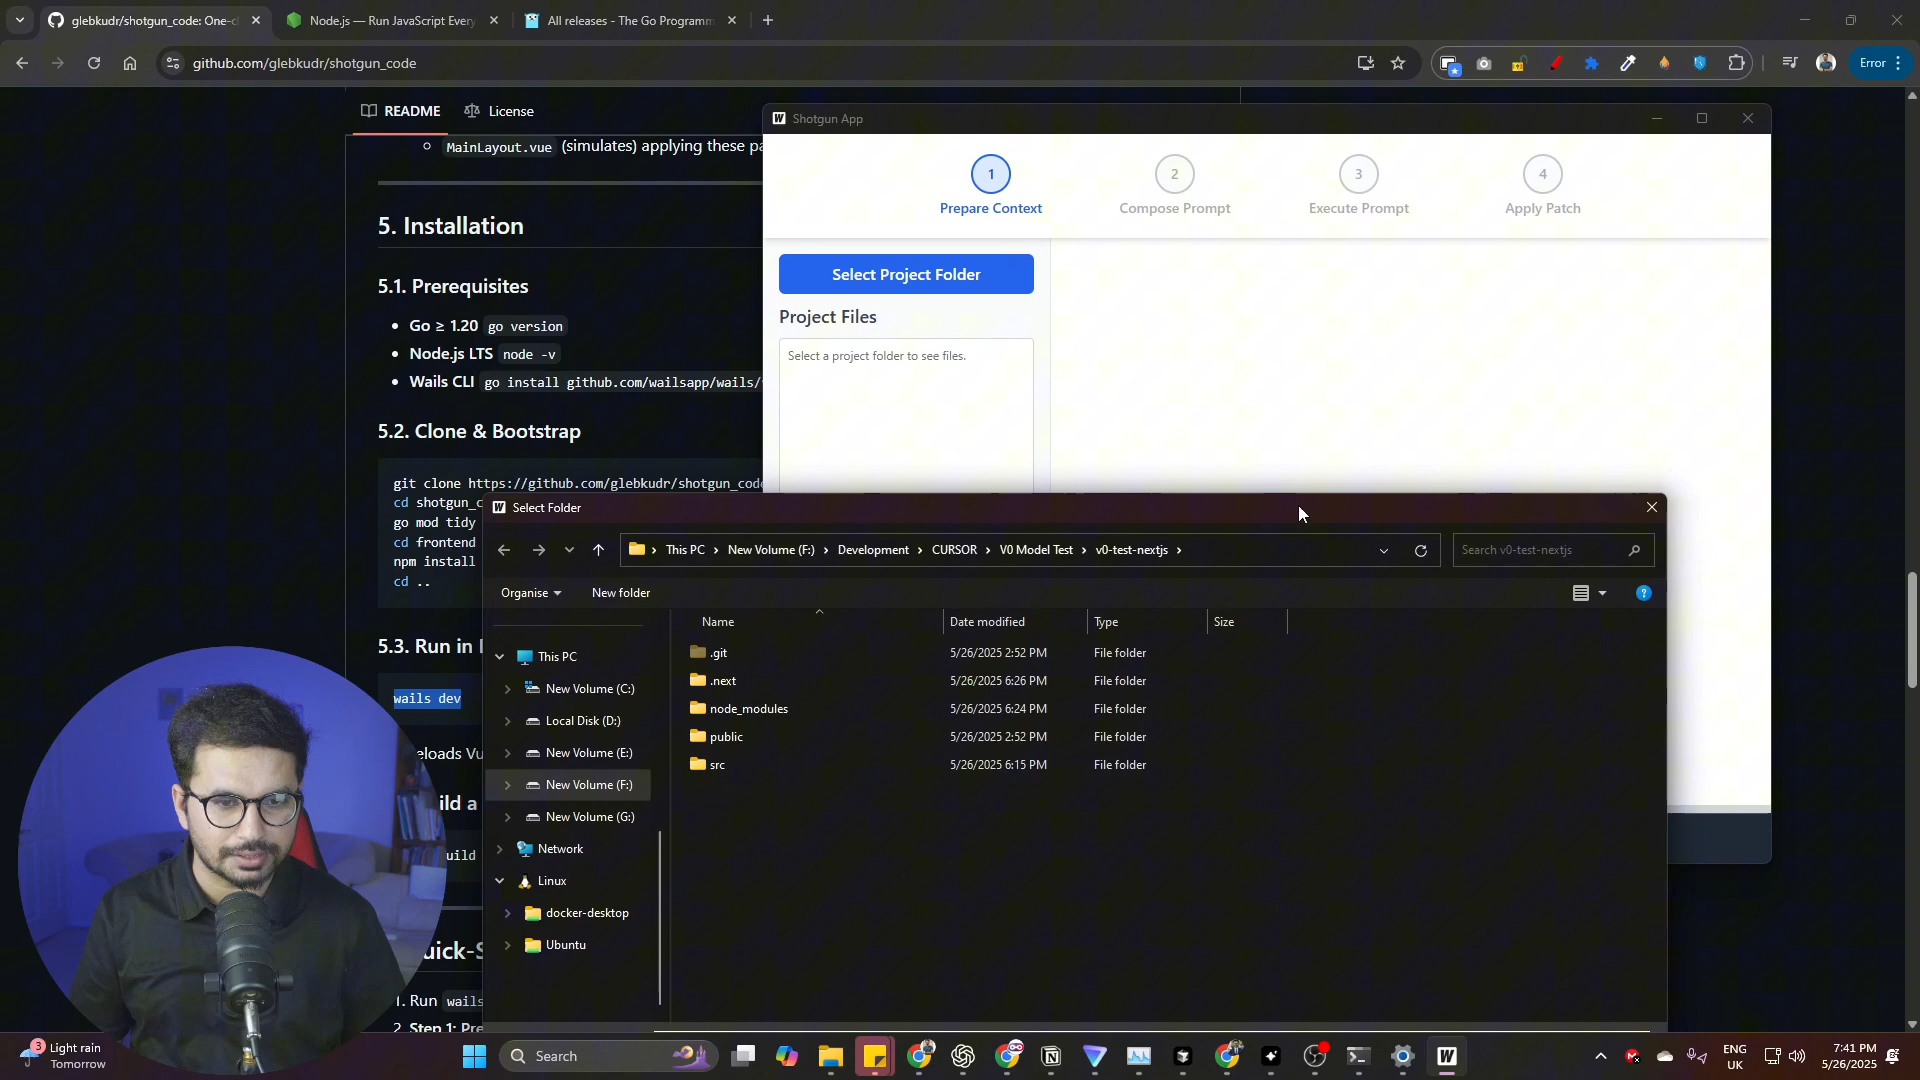 glebkudr/shotgun_code: One-c
Node.js — Run JavaScript Every
All releases - The Go Programm
github.com/glebkudr/shotgun_code
Error
README
License
MainLayout.vue (simulates) applying these pa
5. Installation
5.1. Prerequisites
Go ≥ 1.20 go version
Node.js LTS node -v
Wails CLI go install github.com/wailsapp/wails/
5.2. Clone & Bootstrap
git clone https://github.com/glebkudr/shotgun_code
cd shotgun_c
go mod tidy
cd frontend
npm install
cd ..
5.3. Run in
wails dev
eloads Vu
ild a
uild
uick-S
1. Run wails
2. Step 1: Pre
Shotgun App
1
Prepare Context
2
Compose Prompt
3
Execute Prompt
4
Apply Patch
Select Project Folder
Project Files
Select a project folder to see files.
Select Folder
This PC › New Volume (F:) › Development › CURSOR › V0 Model Test › v0-test-nextjs ›
Search v0-test-nextjs
Organise
New folder
This PC
New Volume (C:)
Local Disk (D:)
New Volume (E:)
New Volume (F:)
New Volume (G:)
Network
Linux
docker-desktop
Ubuntu
Name Date modified Type Size
.git 5/26/2025 2:52 PM File folder
.next 5/26/2025 6:26 PM File folder
node_modules 5/26/2025 6:24 PM File folder
public 5/26/2025 2:52 PM File folder
src 5/26/2025 6:15 PM File folder
3
Light rain
Tomorrow
Search
ENG
UK
7:41 PM
5/26/2025